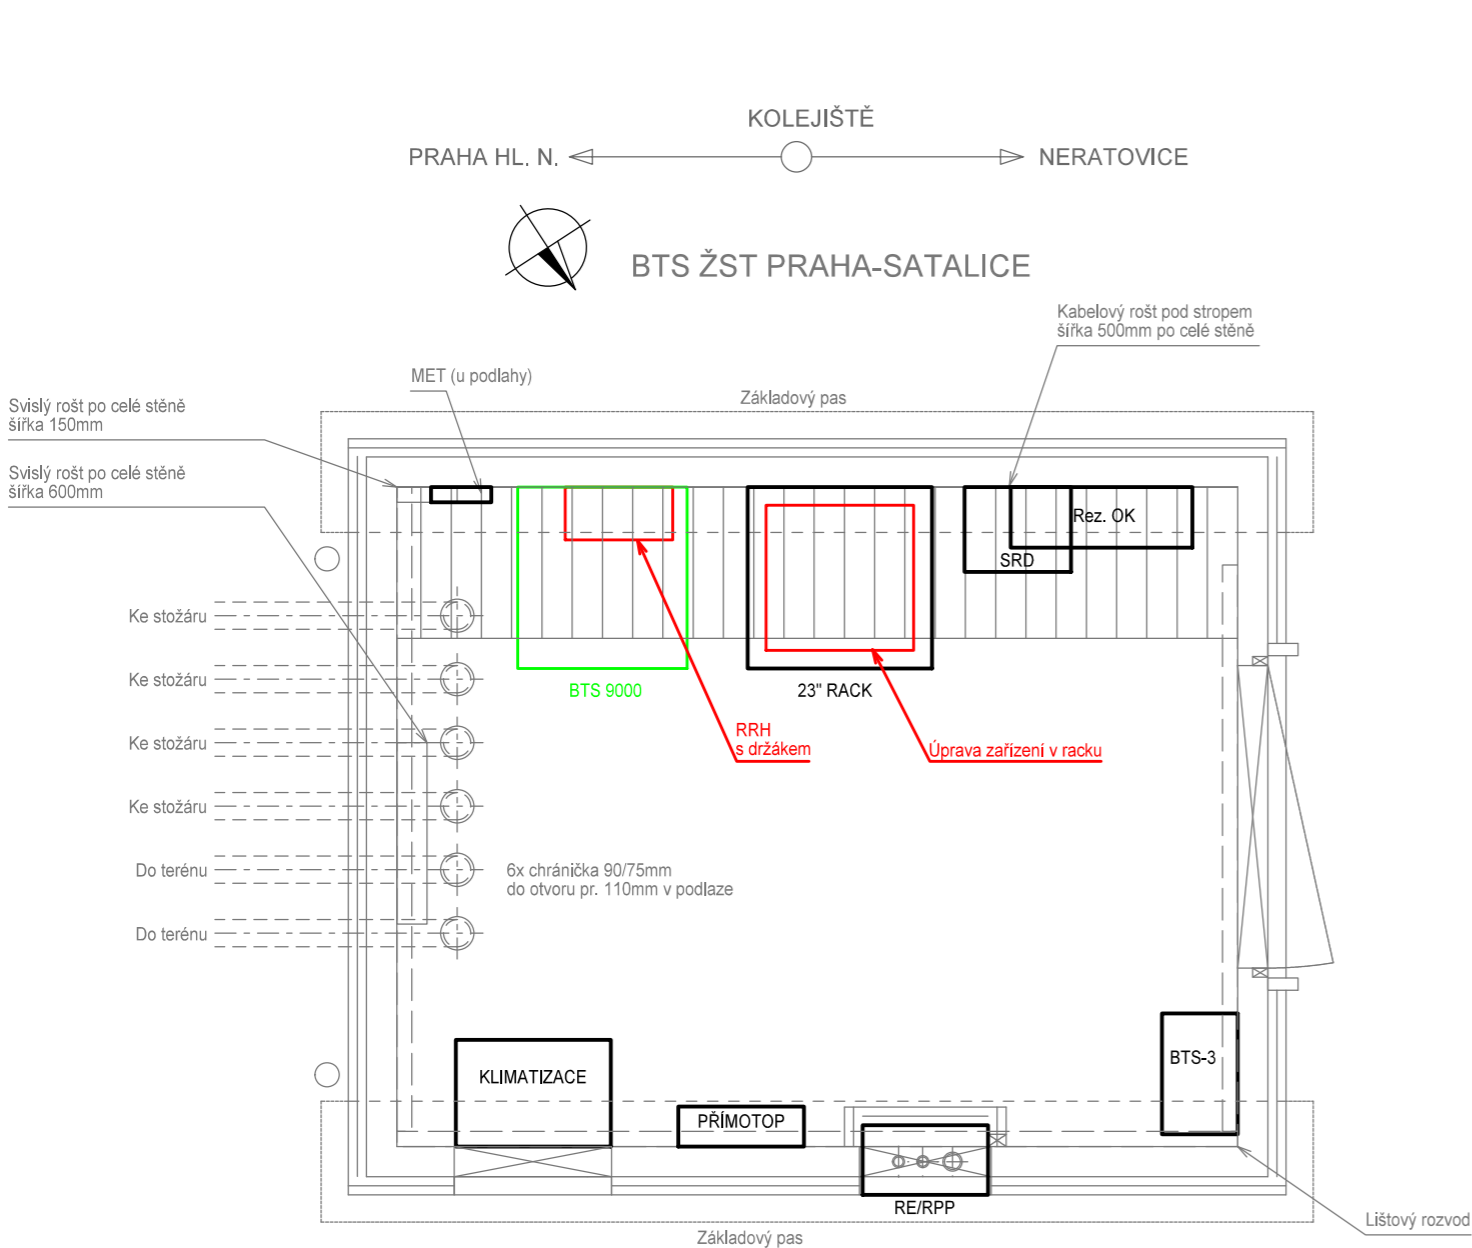 KOLEJIŠTĚ
PRAHA HL. N.
NERATOVICE
BTS ŽST PRAHA-SATALICE
Kabelový rošt pod stropem
šířka 500mm po celé stěně
MET (u podlahy)
Základový pas
Svislý rošt po celé stěně
šířka 150mm
Svislý rošt po celé stěně
šířka 600mm
Rez. OK
SRD
Ke stožáru
Ke stožáru
BTS 9000
23" RACK
RRH
s držákem
Úprava zařízení v racku
Ke stožáru
Ke stožáru
Do terénu
6x chránička 90/75mm
do otvoru pr. 110mm v podlaze
Do terénu
KLIMATIZACE
BTS-3
PŘÍMOTOP
RE/RPP
Lištový rozvod
Základový pas